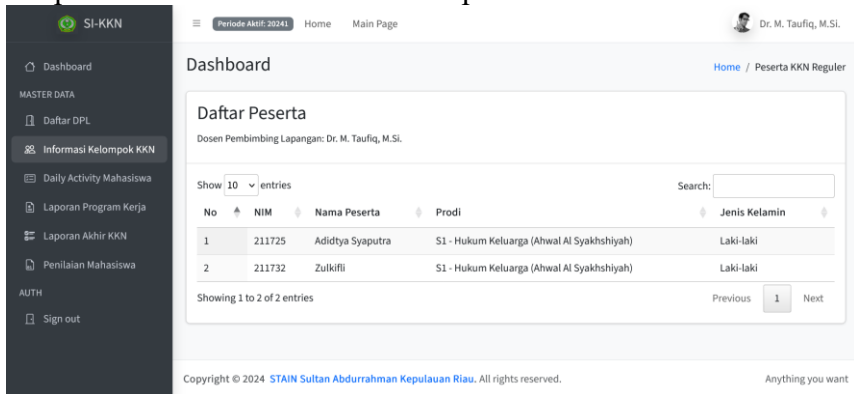 SI-KKN
Dashboard
MASTER DATA
Daftar DPL
Informasi Kelompok KKN
Daily Activity Mahasiswa
Laporan Program Kerja
Laporan Akhir KKN
Penilaian Mahasiswa
AUTH
Sign out
Periode Aktif: 20241 Home Main Page Dr. M. Taufiq, M.Si.
Dashboard Home / Peserta KKN Reguler
Daftar Peserta
Dosen Pembimbing Lapangan: Dr. M. Taufiq, M.Si.
Show 10 entries Search:
No NIM Nama Peserta Prodi Jenis Kelamin
1 211725 Adidtya Syaputra S1 - Hukum Keluarga (Ahwal Al Syakhshiyah) Laki-laki
2 211732 Zulkifli S1 - Hukum Keluarga (Ahwal Al Syakhshiyah) Laki-laki
Showing 1 to 2 of 2 entries Previous 1 Next
Copyright © 2024 STAIN Sultan Abdurrahman Kepulauan Riau. All rights reserved. Anything you want